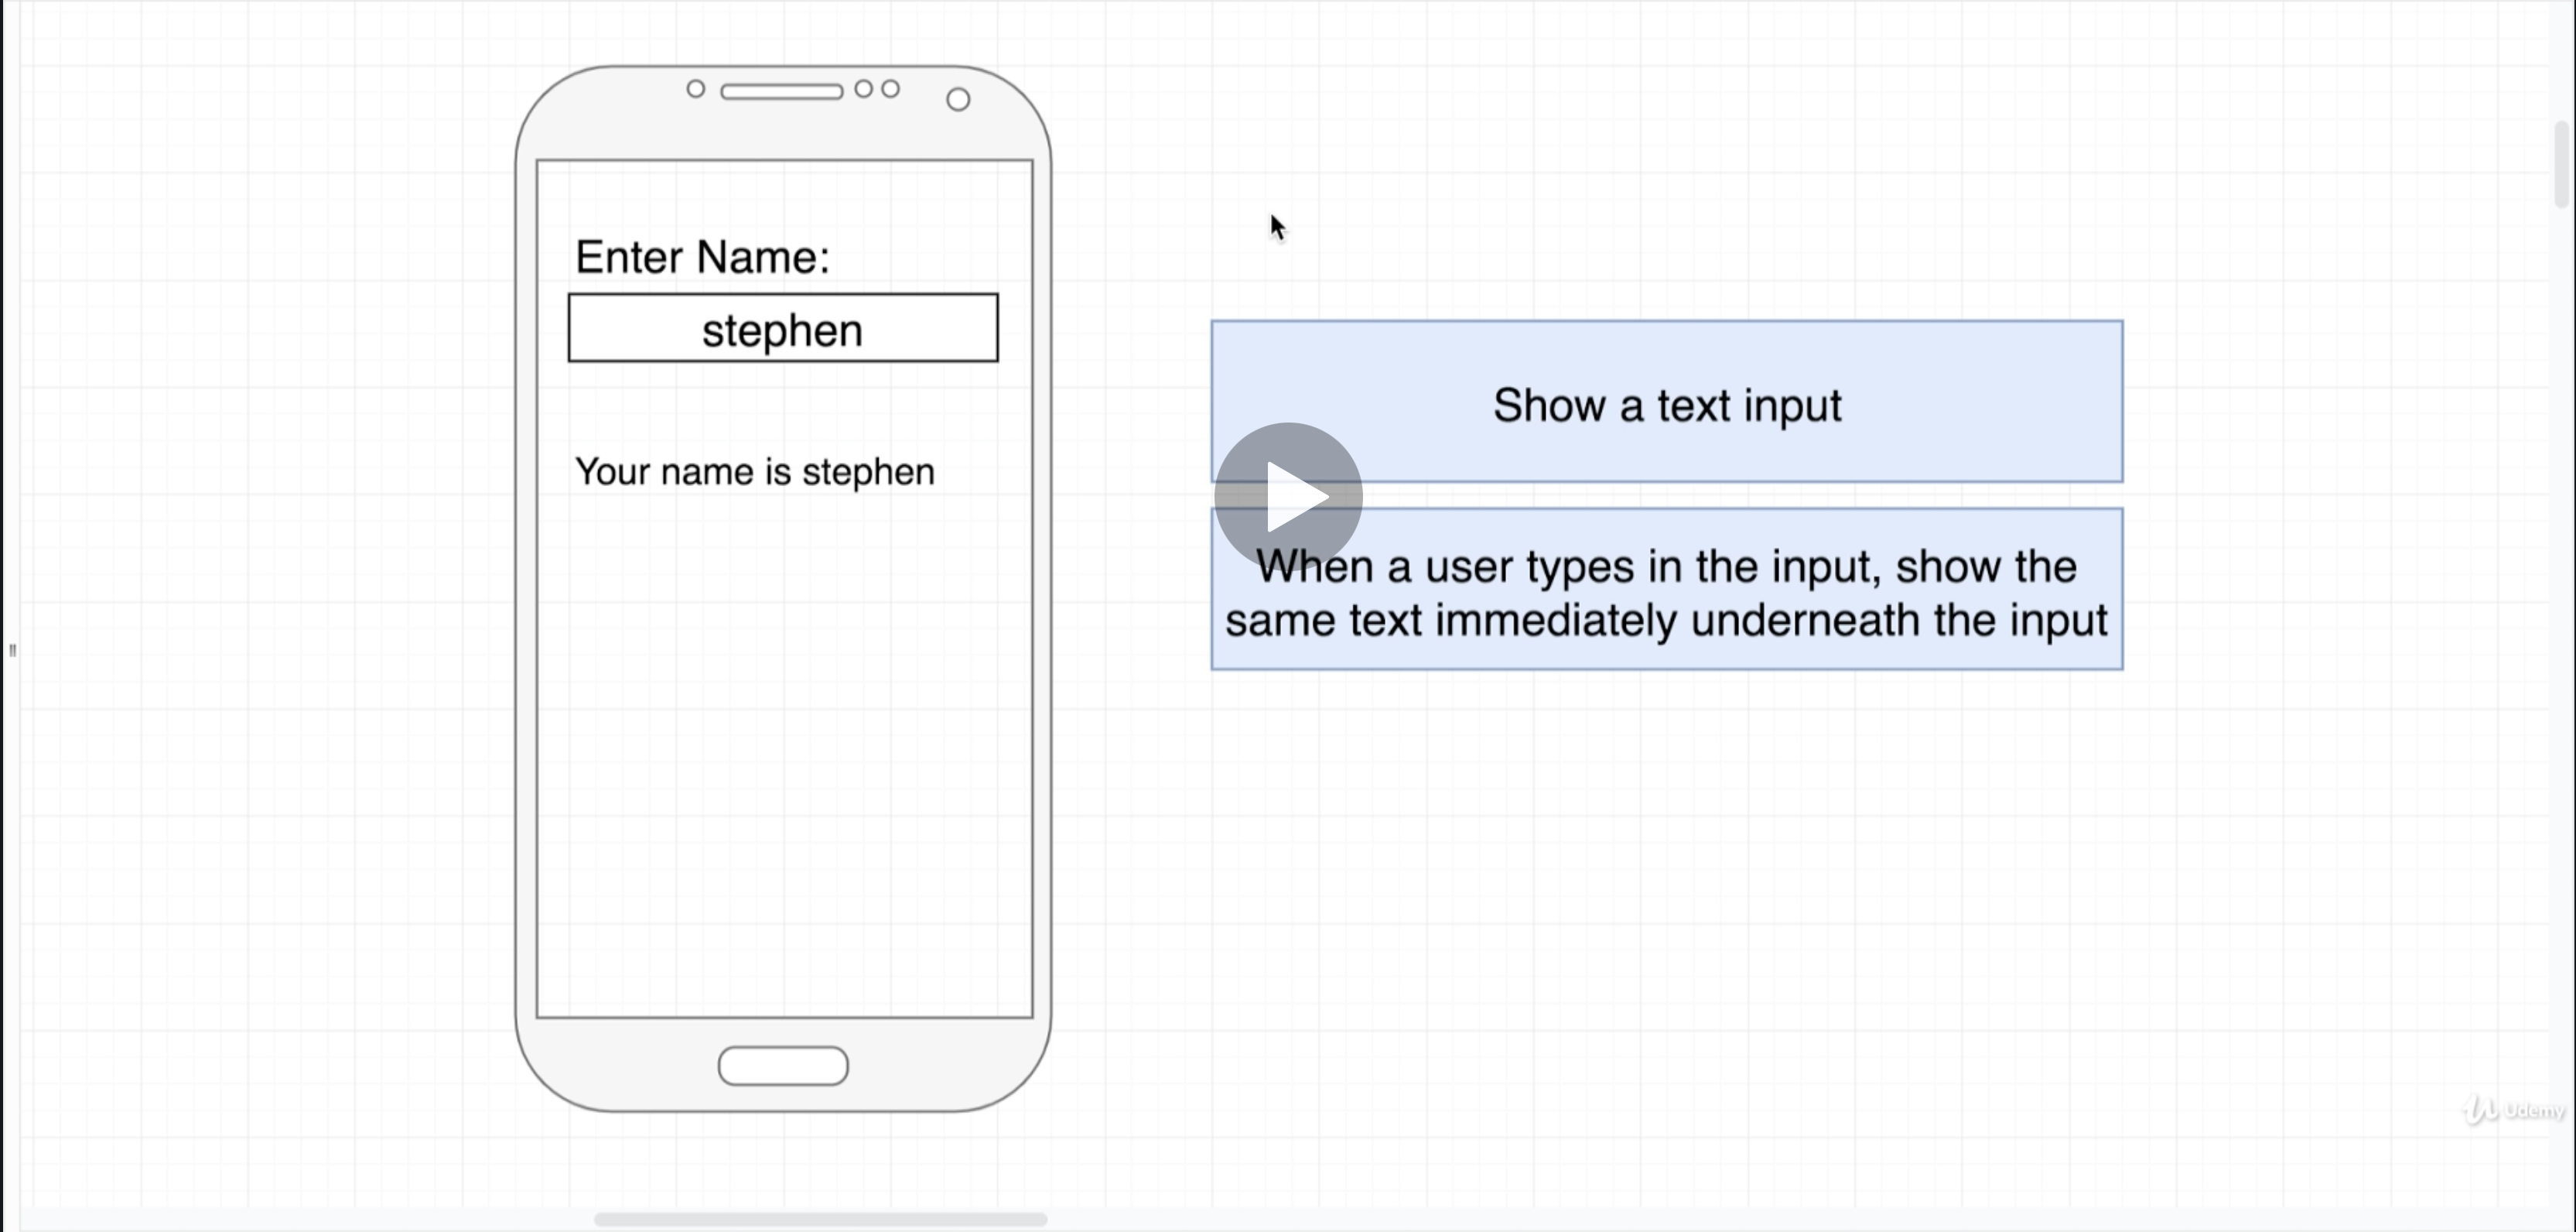 Enter Name:
stephen
Your name is stephen
Show a text input
When a user types in the input, show the
same text immediately underneath the input
Udemy